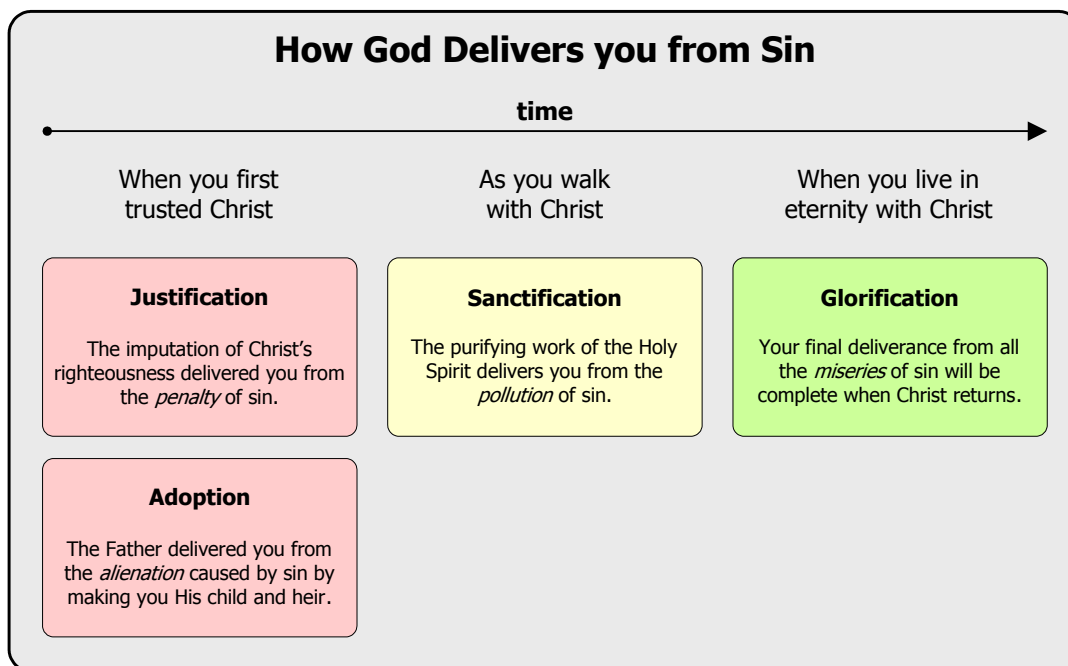 How God Delivers you from Sin
time
When you first
trusted Christ
As you walk
with Christ
When you live in
eternity with Christ
Justification
The imputation of Christ’s
righteousness delivered you from
the penalty of sin.
Sanctification
The purifying work of the Holy
Spirit delivers you from the
pollution of sin.
Glorification
Your final deliverance from all
the miseries of sin will be
complete when Christ returns.
Adoption
The Father delivered you from
the alienation caused by sin by
making you His child and heir.